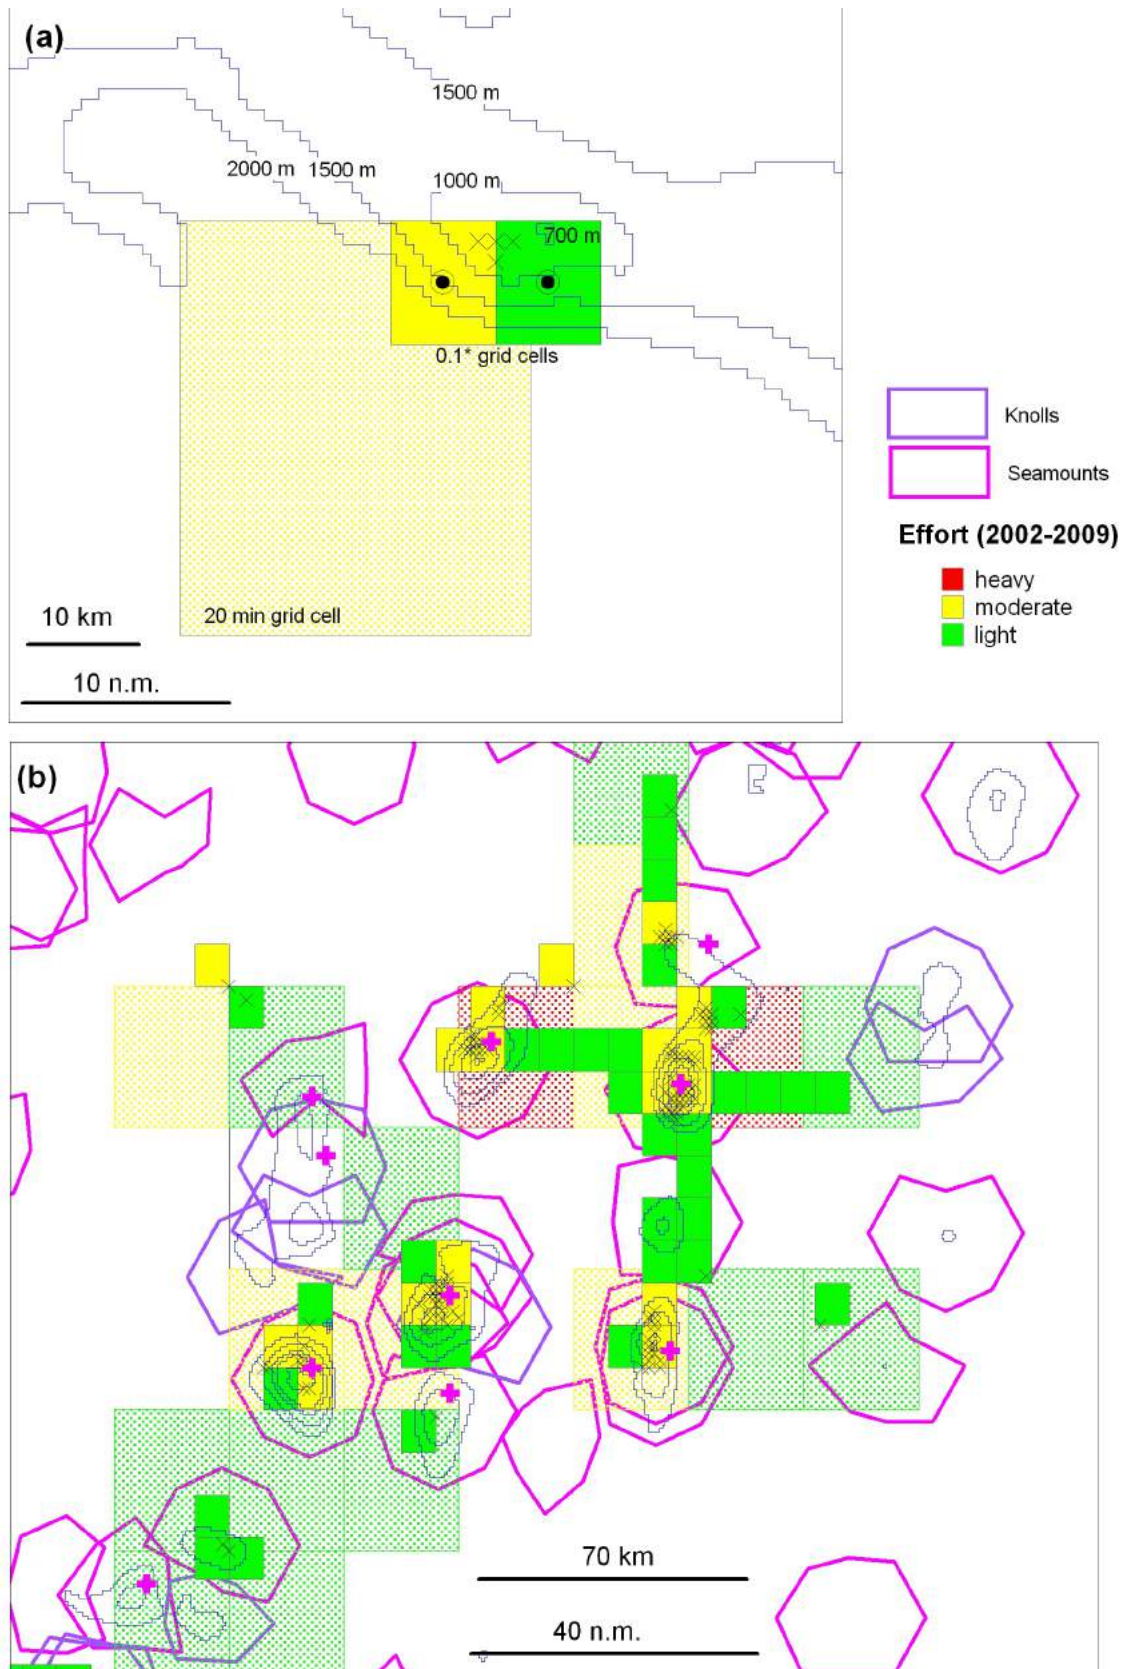 (a)
1500 m
2000 m 1500 m
1000 m
700 m
0.1* grid cells
20 min grid cell
10 km
10 n.m.
Knolls
Seamounts
Effort (2002-2009)
heavy
moderate
light
(b)
70 km
40 n.m.